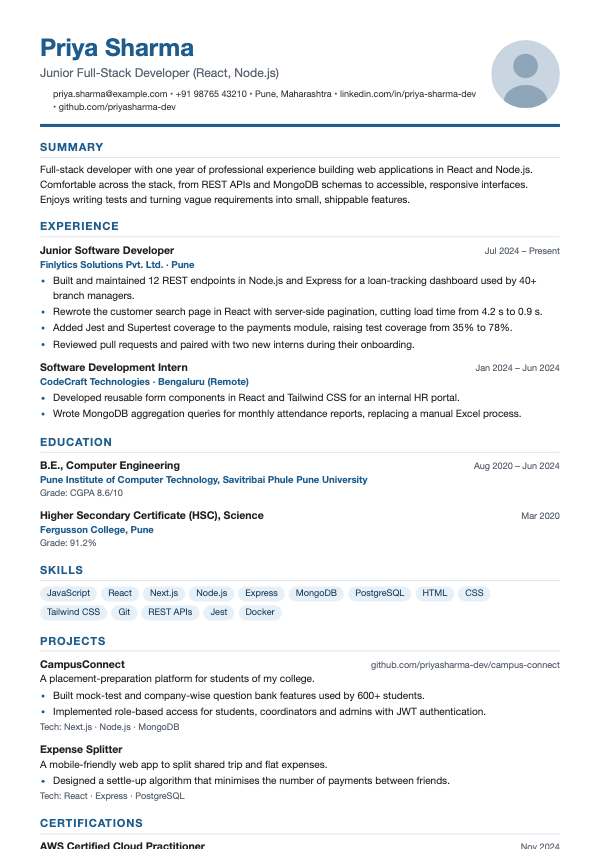 Priya Sharma
Junior Full-Stack Developer (React, Node.js)
priya.sharma@example.com • +91 98765 43210 • Pune, Maharashtra • linkedin.com/in/priya-sharma-dev
• github.com/priyasharma-dev
SUMMARY
Full-stack developer with one year of professional experience building web applications in React and Node.js.
Comfortable across the stack, from REST APIs and MongoDB schemas to accessible, responsive interfaces.
Enjoys writing tests and turning vague requirements into small, shippable features.
EXPERIENCE
Junior Software Developer Jul 2024 – Present
Finlytics Solutions Pvt. Ltd. · Pune
• Built and maintained 12 REST endpoints in Node.js and Express for a loan-tracking dashboard used by 40+
branch managers.
• Rewrote the customer search page in React with server-side pagination, cutting load time from 4.2 s to 0.9 s.
• Added Jest and Supertest coverage to the payments module, raising test coverage from 35% to 78%.
• Reviewed pull requests and paired with two new interns during their onboarding.
Software Development Intern Jan 2024 – Jun 2024
CodeCraft Technologies · Bengaluru (Remote)
• Developed reusable form components in React and Tailwind CSS for an internal HR portal.
• Wrote MongoDB aggregation queries for monthly attendance reports, replacing a manual Excel process.
EDUCATION
B.E., Computer Engineering Aug 2020 – Jun 2024
Pune Institute of Computer Technology, Savitribai Phule Pune University
Grade: CGPA 8.6/10
Higher Secondary Certificate (HSC), Science Mar 2020
Fergusson College, Pune
Grade: 91.2%
SKILLS
JavaScript React Next.js Node.js Express MongoDB PostgreSQL HTML CSS
Tailwind CSS Git REST APIs Jest Docker
PROJECTS
CampusConnect github.com/priyasharma-dev/campus-connect
A placement-preparation platform for students of my college.
• Built mock-test and company-wise question bank features used by 600+ students.
• Implemented role-based access for students, coordinators and admins with JWT authentication.
Tech: Next.js · Node.js · MongoDB
Expense Splitter
A mobile-friendly web app to split shared trip and flat expenses.
• Designed a settle-up algorithm that minimises the number of payments between friends.
Tech: React · Express · PostgreSQL
CERTIFICATIONS
AWS Certified Cloud Practitioner Nov 2024